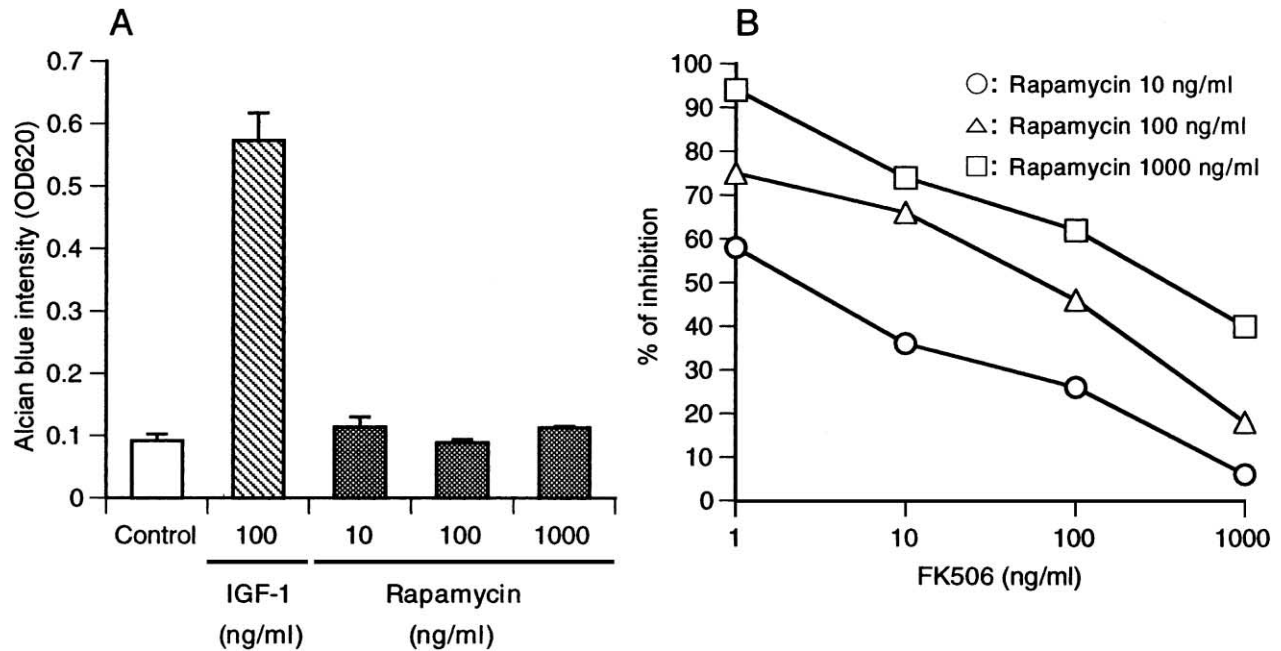 A
Alcian blue intensity (OD620)
0.7
0.6
0.5
0.4
0.3
0.2
0.1
0
Control
100
10
100
1000
IGF-1
(ng/ml)
Rapamycin
(ng/ml)
B
% of inhibition
100
90
80
70
60
50
40
30
20
10
0
: Rapamycin 10 ng/ml
: Rapamycin 100 ng/ml
: Rapamycin 1000 ng/ml
1
10
100
1000
FK506 (ng/ml)